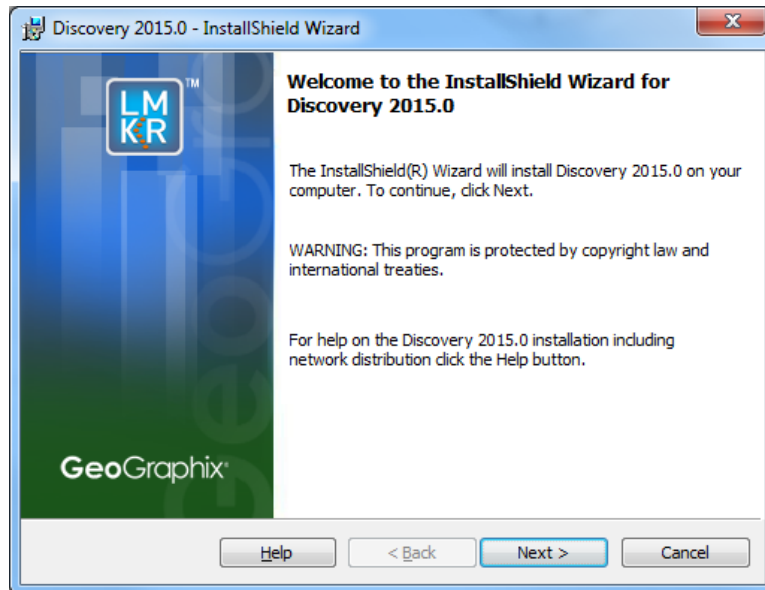 Discovery 2015.0 - InstallShield Wizard
LM
KR
TM
GeoGraphix
GeoGraphix
Welcome to the InstallShield Wizard for
Discovery 2015.0
The InstallShield(R) Wizard will install Discovery 2015.0 on your
computer. To continue, click Next.
WARNING: This program is protected by copyright law and
international treaties.
For help on the Discovery 2015.0 installation including
network distribution click the Help button.
Help
< Back
Next >
Cancel